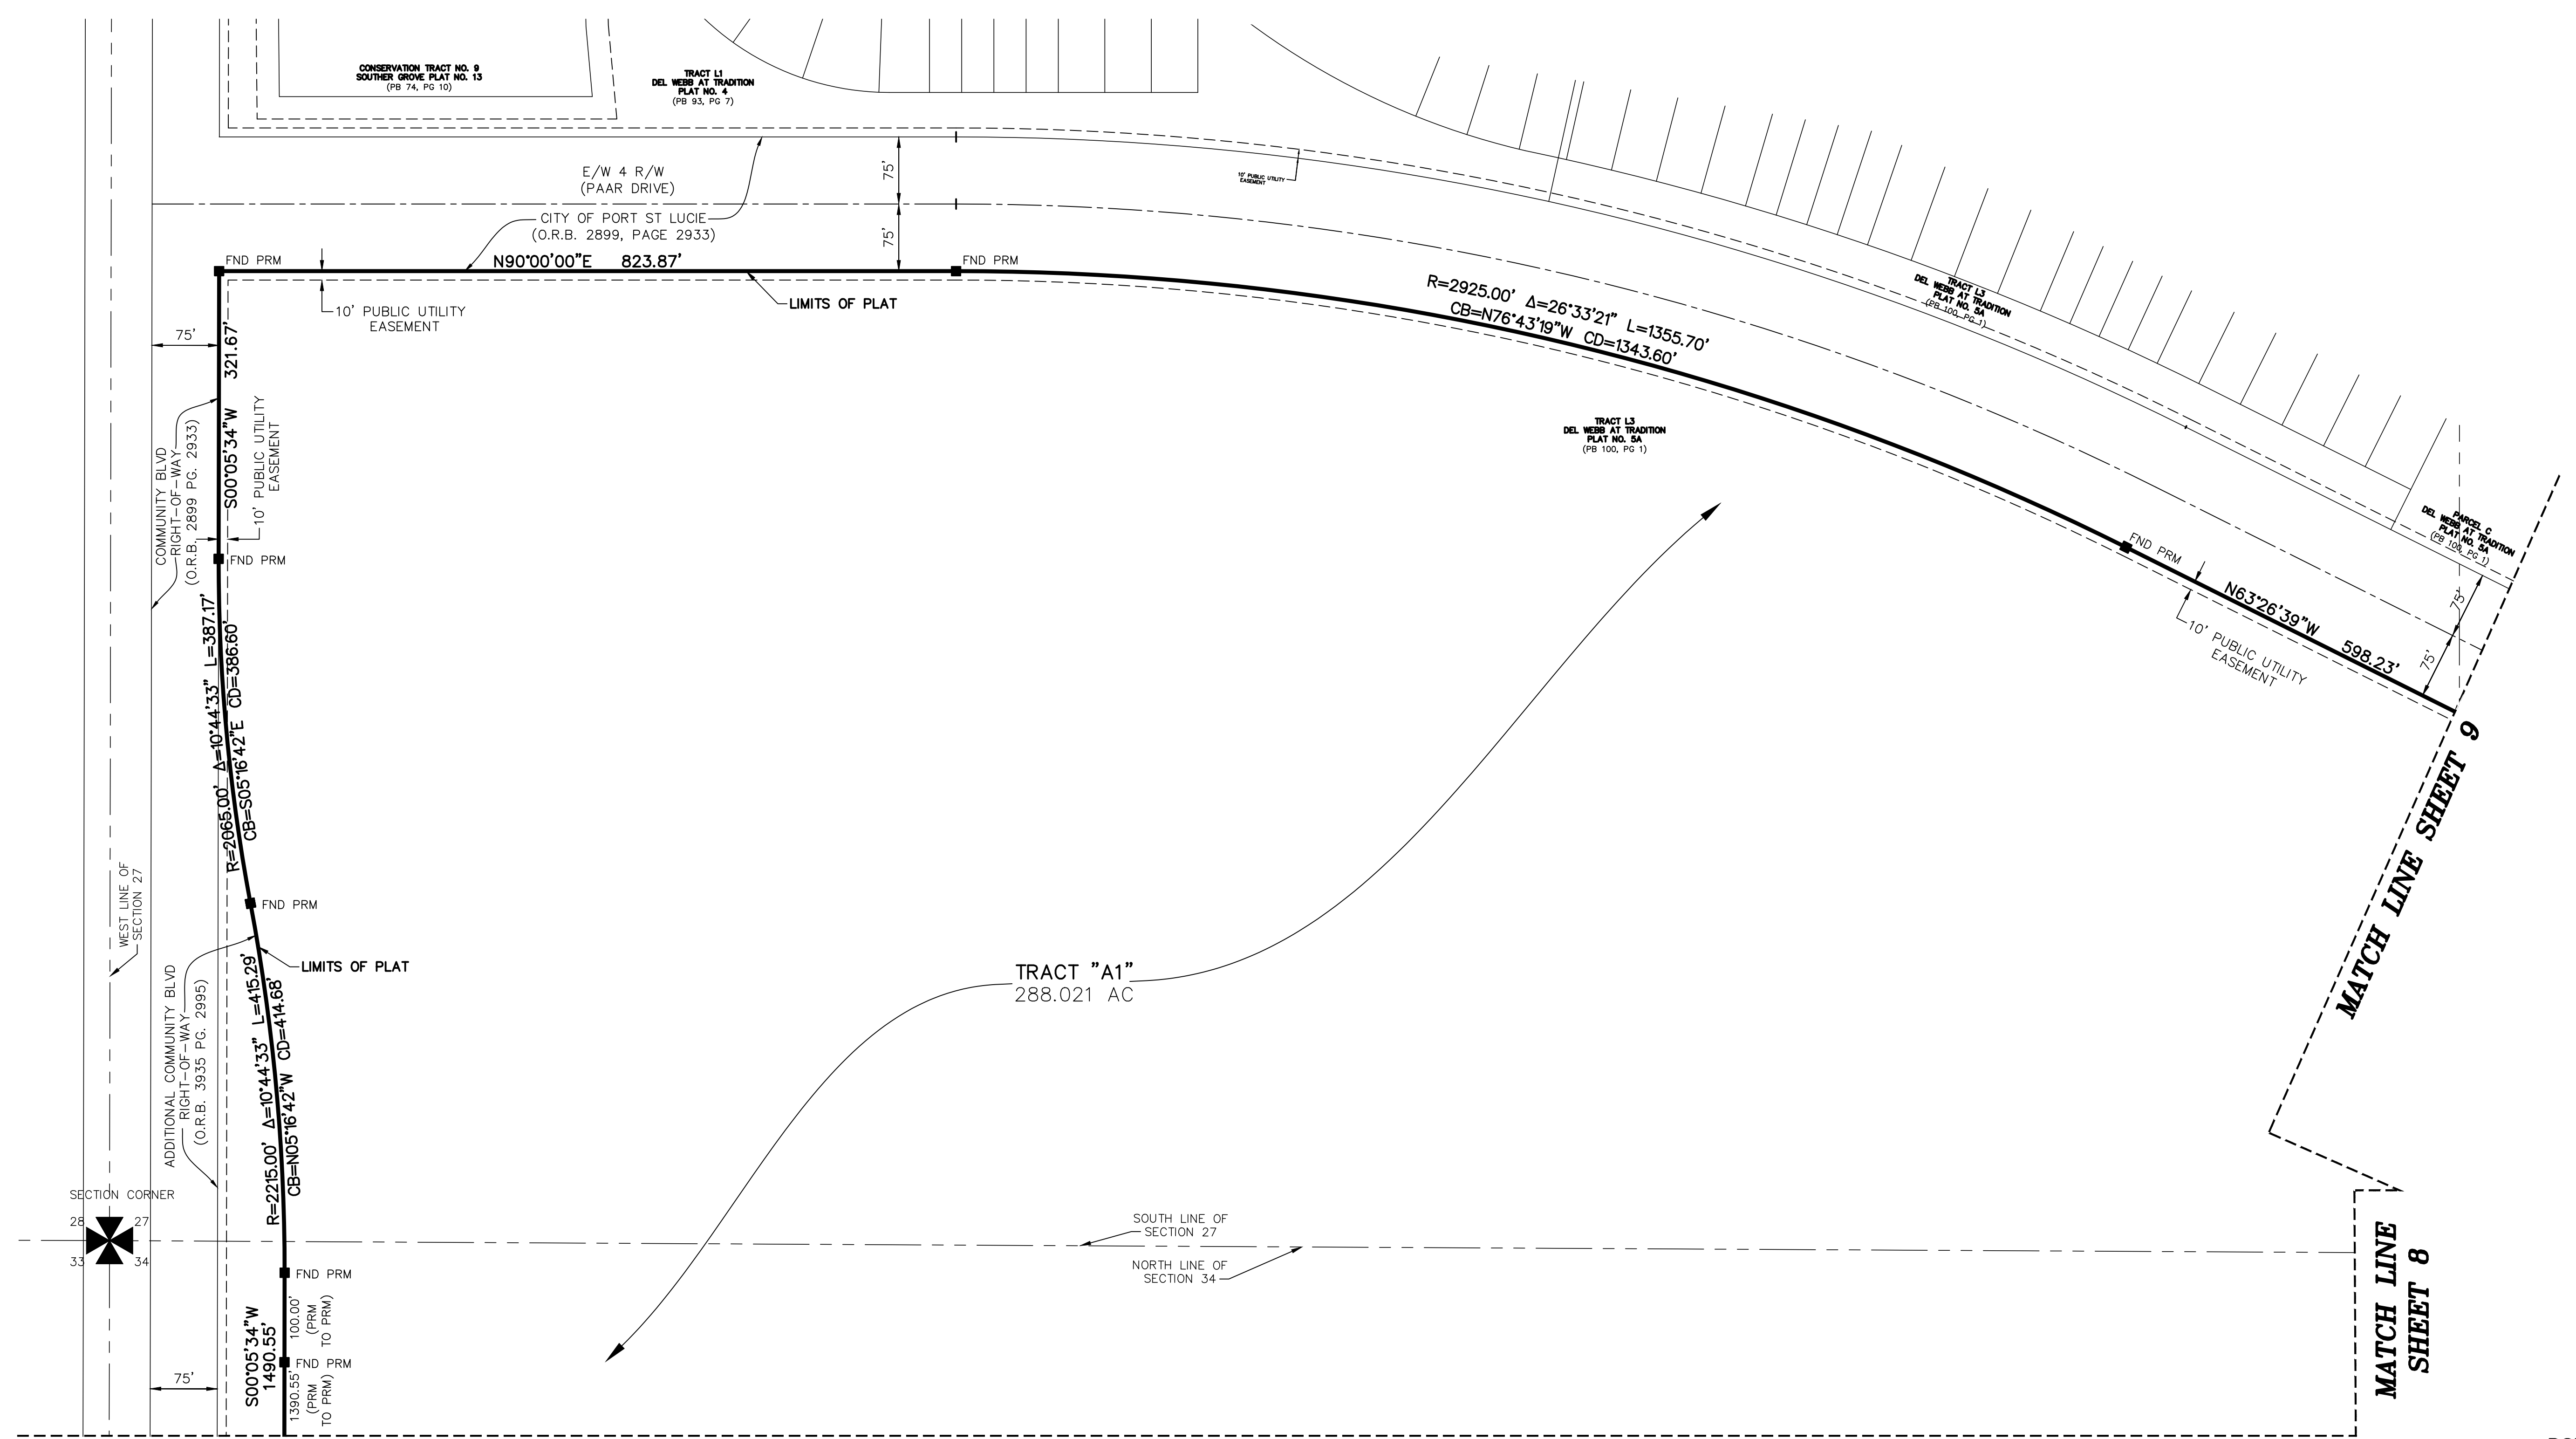 CONSERVATION TRACT NO. 9
SOUTHER GROVE PLAT NO. 13
(PB 74, PG 10)
TRACT L1
DEL WEBB AT TRADITION
PLAT NO. 4
(PB 93, PG 7)
E/W 4 R/W
(PAAR DRIVE)
75'
10' PUBLIC UTILITY
EASEMENT
CITY OF PORT ST LUCIE
(O.R.B. 2899, PAGE 2933)
75'
FND PRM
N90°00'00"E 823.87'
FND PRM
LIMITS OF PLAT
10' PUBLIC UTILITY
EASEMENT
R=2925.00' Δ=26°33'21" L=1355.70'
CB=N76°43'19"W CD=1343.60'
TRACT L3
DEL WEBB AT TRADITION
PLAT NO. 5A
(PB 100, PG 1)
TRACT L3
DEL WEBB AT TRADITION
PLAT NO. 5A
(PB 100, PG 1)
PARCEL C
DEL WEBB AT TRADITION
PLAT NO. 5A
(PB 100, PG 1)
FND PRM
N63°26'39"W 598.23'
75'
75'
10' PUBLIC UTILITY
EASEMENT
75'
S00°05'34"W 321.67'
10' PUBLIC UTILITY
EASEMENT
COMMUNITY BLVD
RIGHT-OF-WAY
(O.R.B. 2899 PG. 2933)
FND PRM
R=2065.00' Δ=10°44'33" L=387.17'
CB=S05°16'42"E CD=386.60'
WEST LINE OF
SECTION 27
FND PRM
LIMITS OF PLAT
ADDITIONAL COMMUNITY BLVD
RIGHT-OF-WAY
(O.R.B. 3935 PG. 2995)
R=2215.00' Δ=10°44'33" L=415.29'
CB=N05°16'42"W CD=414.68'
TRACT "A1"
288.021 AC
MATCH LINE SHEET 9
SECTION CORNER
28 27
33 34
SOUTH LINE OF
SECTION 27
NORTH LINE OF
SECTION 34
FND PRM
100.00'
(PRM
TO PRM)
FND PRM
S00°05'34"W
1490.55'
1390.55'
(PRM
TO PRM)
75'
MATCH LINE
SHEET 8